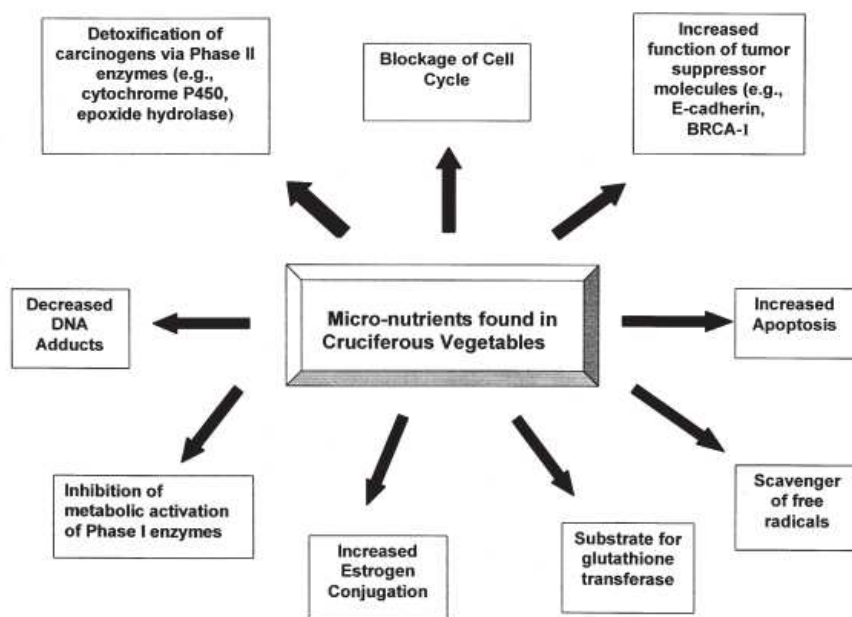 Detoxification of
carcinogens via Phase II
enzymes (e.g.,
cytochrome P450,
epoxide hydrolase)
Blockage of Cell
Cycle
Increased
function of tumor
suppressor
molecules (e.g.,
E-cadherin,
BRCA-1
Decreased
DNA
Adducts
Micro-nutrients found in
Cruciferous Vegetables
Increased
Apoptosis
Inhibition of
metabolic activation
of Phase I enzymes
Increased
Estrogen
Conjugation
Substrate for
glutathione
transferase
Scavenger
of free
radicals